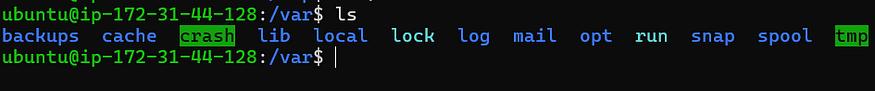 ubuntu@ip-172-31-44-128:/var$ ls
backups cache crash lib local lock log mail opt run snap spool tmp
ubuntu@ip-172-31-44-128:/var$